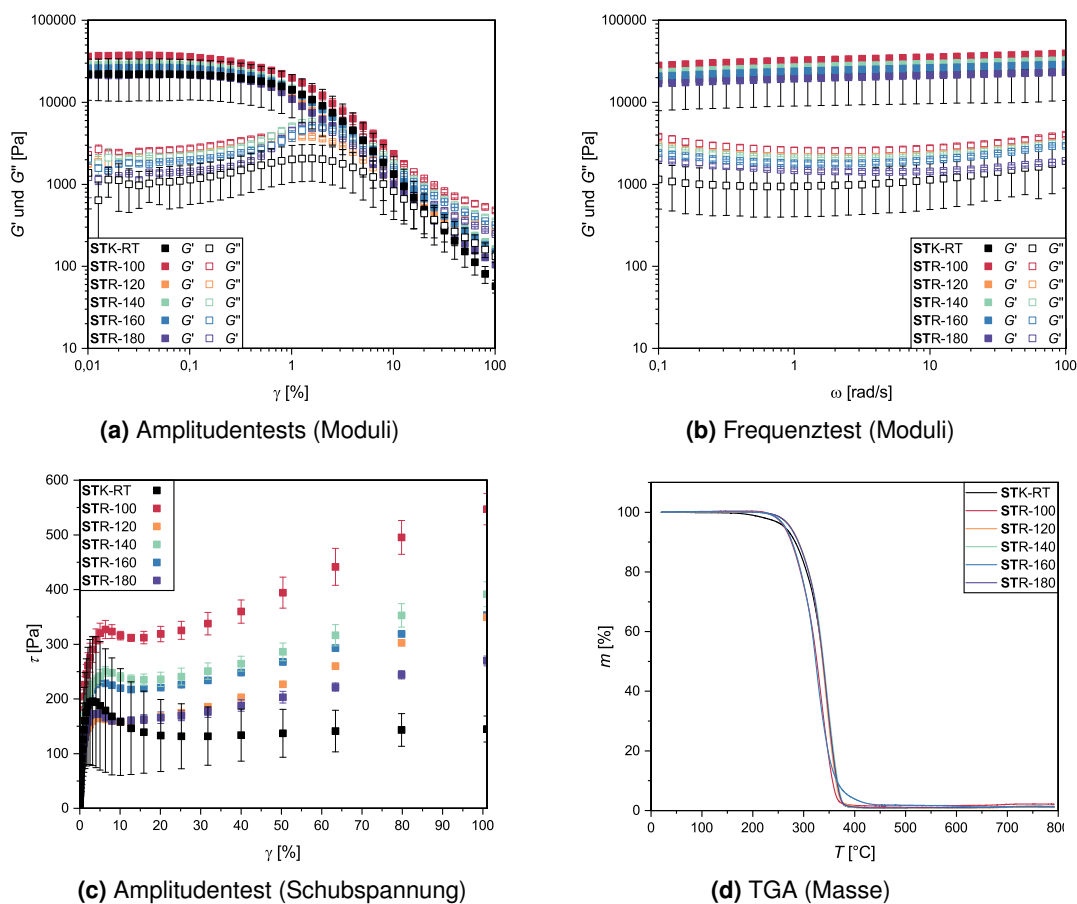 100000
10000
1000
100
10
G' und G'' [Pa]
STK-RT G' G''
STR-100 G' G''
STR-120 G' G''
STR-140 G' G''
STR-160 G' G''
STR-180 G' G''
0,01 0,1 1 10 100
γ [%]
(a) Amplitudentests (Moduli)
100000
10000
1000
100
10
G' und G'' [Pa]
STK-RT G' G''
STR-100 G' G''
STR-120 G' G''
STR-140 G' G''
STR-160 G' G''
STR-180 G' G''
0,1 1 10 100
ω [rad/s]
(b) Frequenztest (Moduli)
600
500
400
300
200
100
0
τ [Pa]
STK-RT
STR-100
STR-120
STR-140
STR-160
STR-180
0 10 20 30 40 50 60 70 80 90 100
γ [%]
(c) Amplitudentest (Schubspannung)
100
80
60
40
20
0
m [%]
STK-RT
STR-100
STR-120
STR-140
STR-160
STR-180
0 100 200 300 400 500 600 700 800
T [°C]
(d) TGA (Masse)